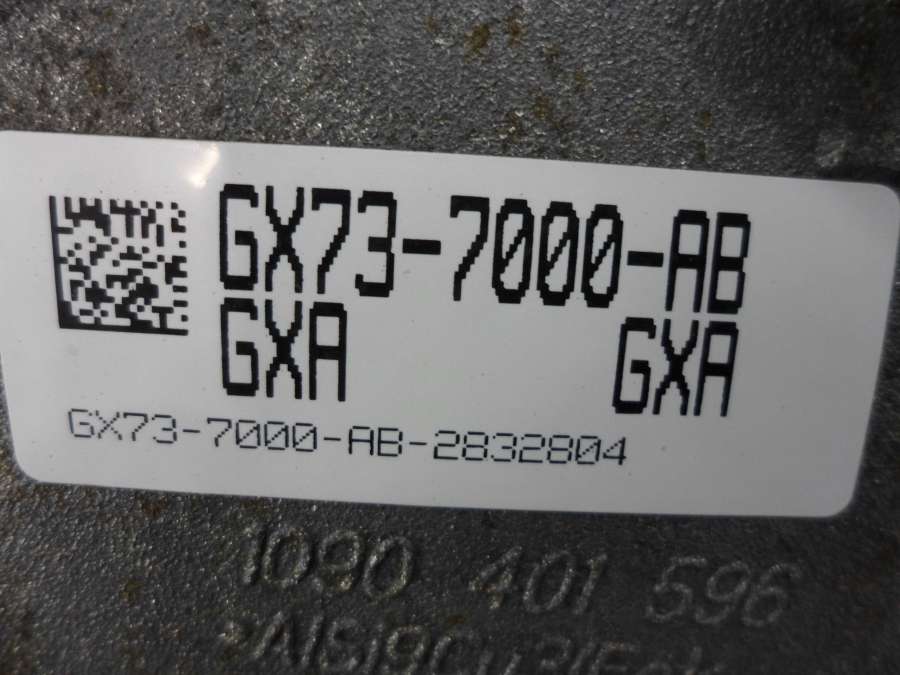 GX73-7000-AB
GXA GXA
GX73-7000-AB-2832804
1090 401 596